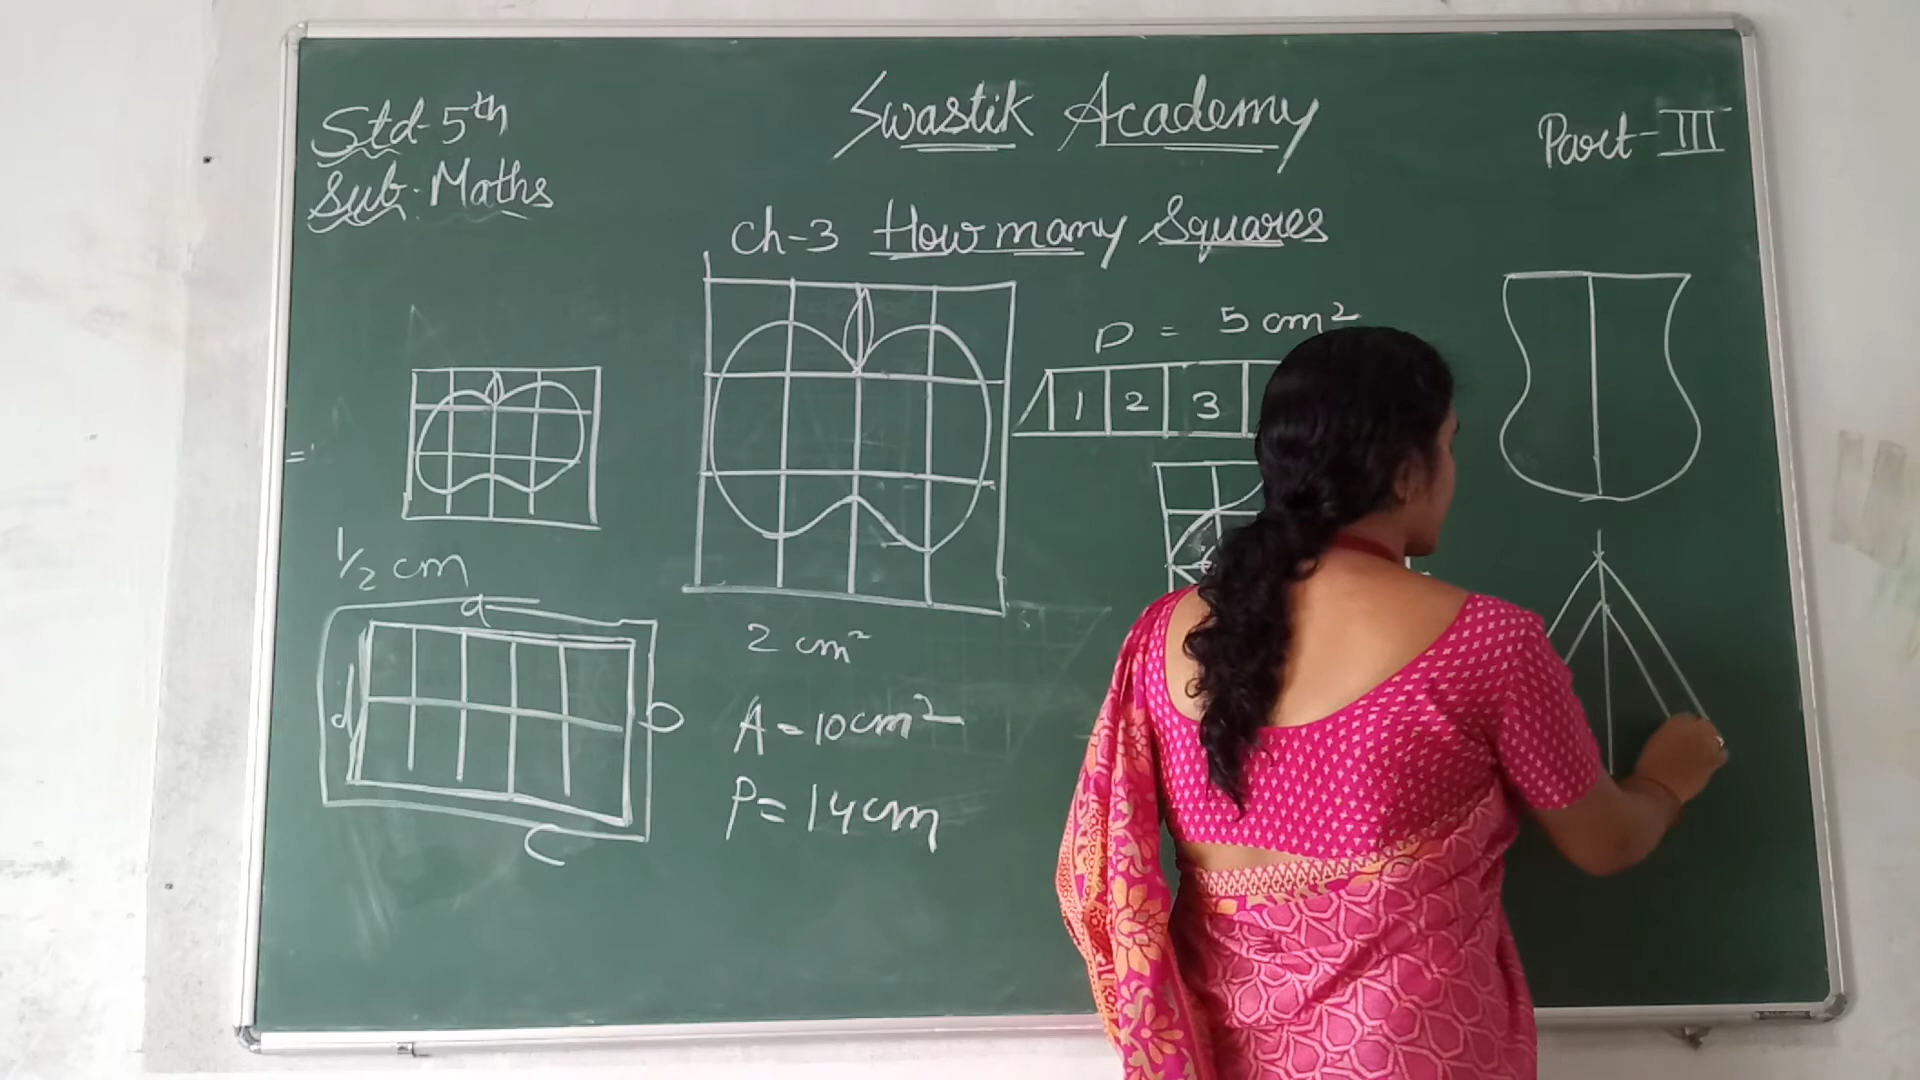 Swastik Academy
Std-5th
Sub. Maths
Part-III
Ch-3 How many Squares
D = 5 cm²
1 2 3
1/2 cm
a
d
b
C
2 cm²
A = 10cm²
P = 14cm